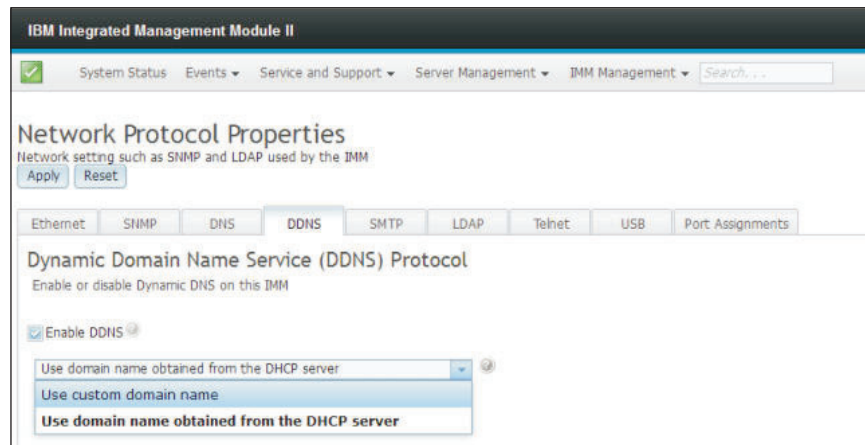 IBM Integrated Management Module II
System Status Events Service and Support Server Management IMM Management Search...
Network Protocol Properties
Network setting such as SNMP and LDAP used by the IMM
Apply Reset
Ethernet SNMP DNS DDNS SMTP LDAP Telnet USB Port Assignments
Dynamic Domain Name Service (DDNS) Protocol
Enable or disable Dynamic DNS on this IMM
Enable DDNS
Use domain name obtained from the DHCP server
Use custom domain name
Use domain name obtained from the DHCP server